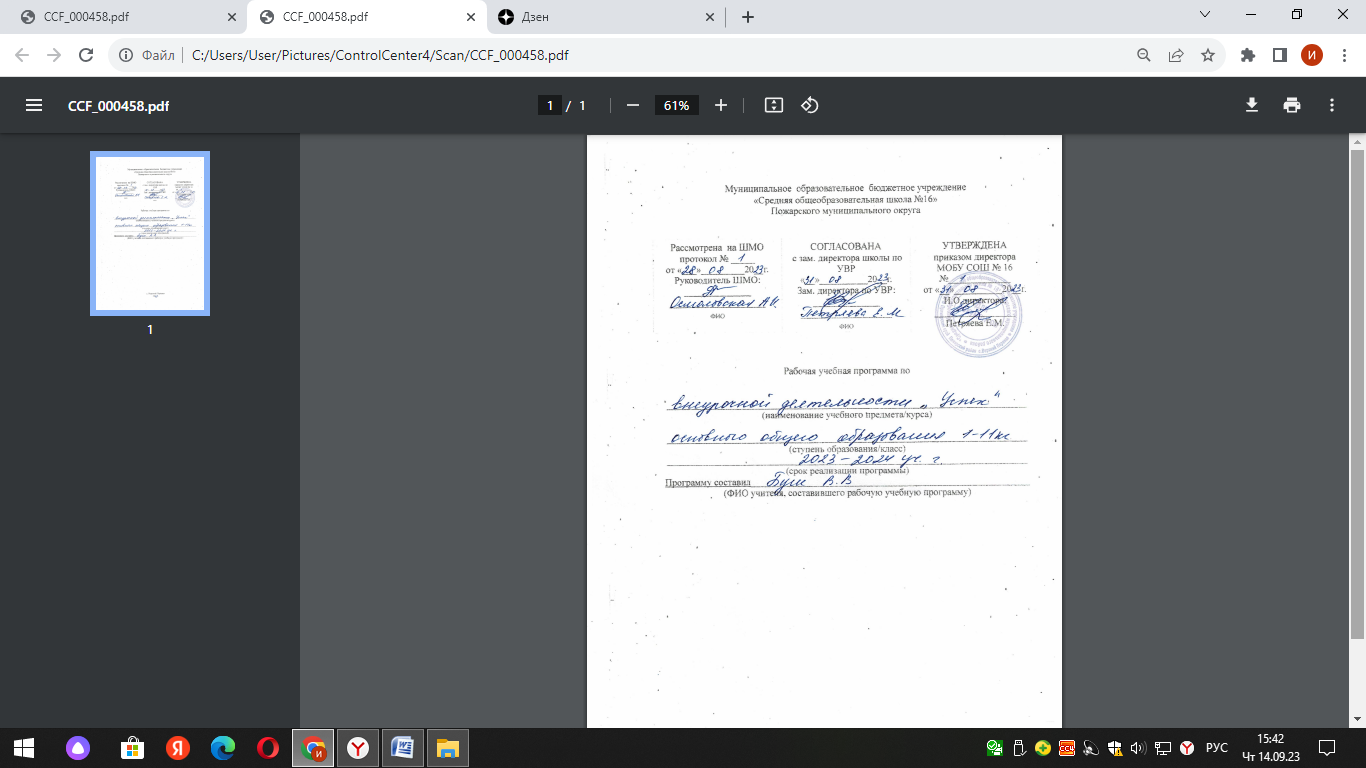 CCF_000458.pdf
CCF_000458.pdf
Дзен
Файл
C:/Users/User/Pictures/ControlCenter4/Scan/CCF_000458.pdf
И
CCF_000458.pdf
1 / 1
61%
1
Муниципальное образовательное бюджетное учреждение
«Средняя общеобразовательная школа №16»
Пожарского муниципального округа
Рассмотрена на ШМО
протокол № 1
от «28» 08 2023г.
Руководитель ШМО:
Осмоловская А.И.
ФИО
СОГЛАСОВАНА
с зам. директора школы по
УВР
«31» 08 2023.
Зам. директора по УВР:
Петряева Е.М
ФИО
УТВЕРЖДЕНА
приказом директора
МОБУ СОШ № 16
№ 1
от «31» 08 2023г.
И.О.директора:
Петряева Е.М.
Рабочая учебная программа по
внеурочной деятельности „Успех"
(наименование учебного предмета/курса)
основного общего образования 1-11кл
(ступень образования/класс)
2023-2024 уч. г.
(срок реализации программы)
Программу составил Буш В.В
(ФИО учителя, составившего рабочую учебную программу)
РУС
15:42
Чт 14.09.23